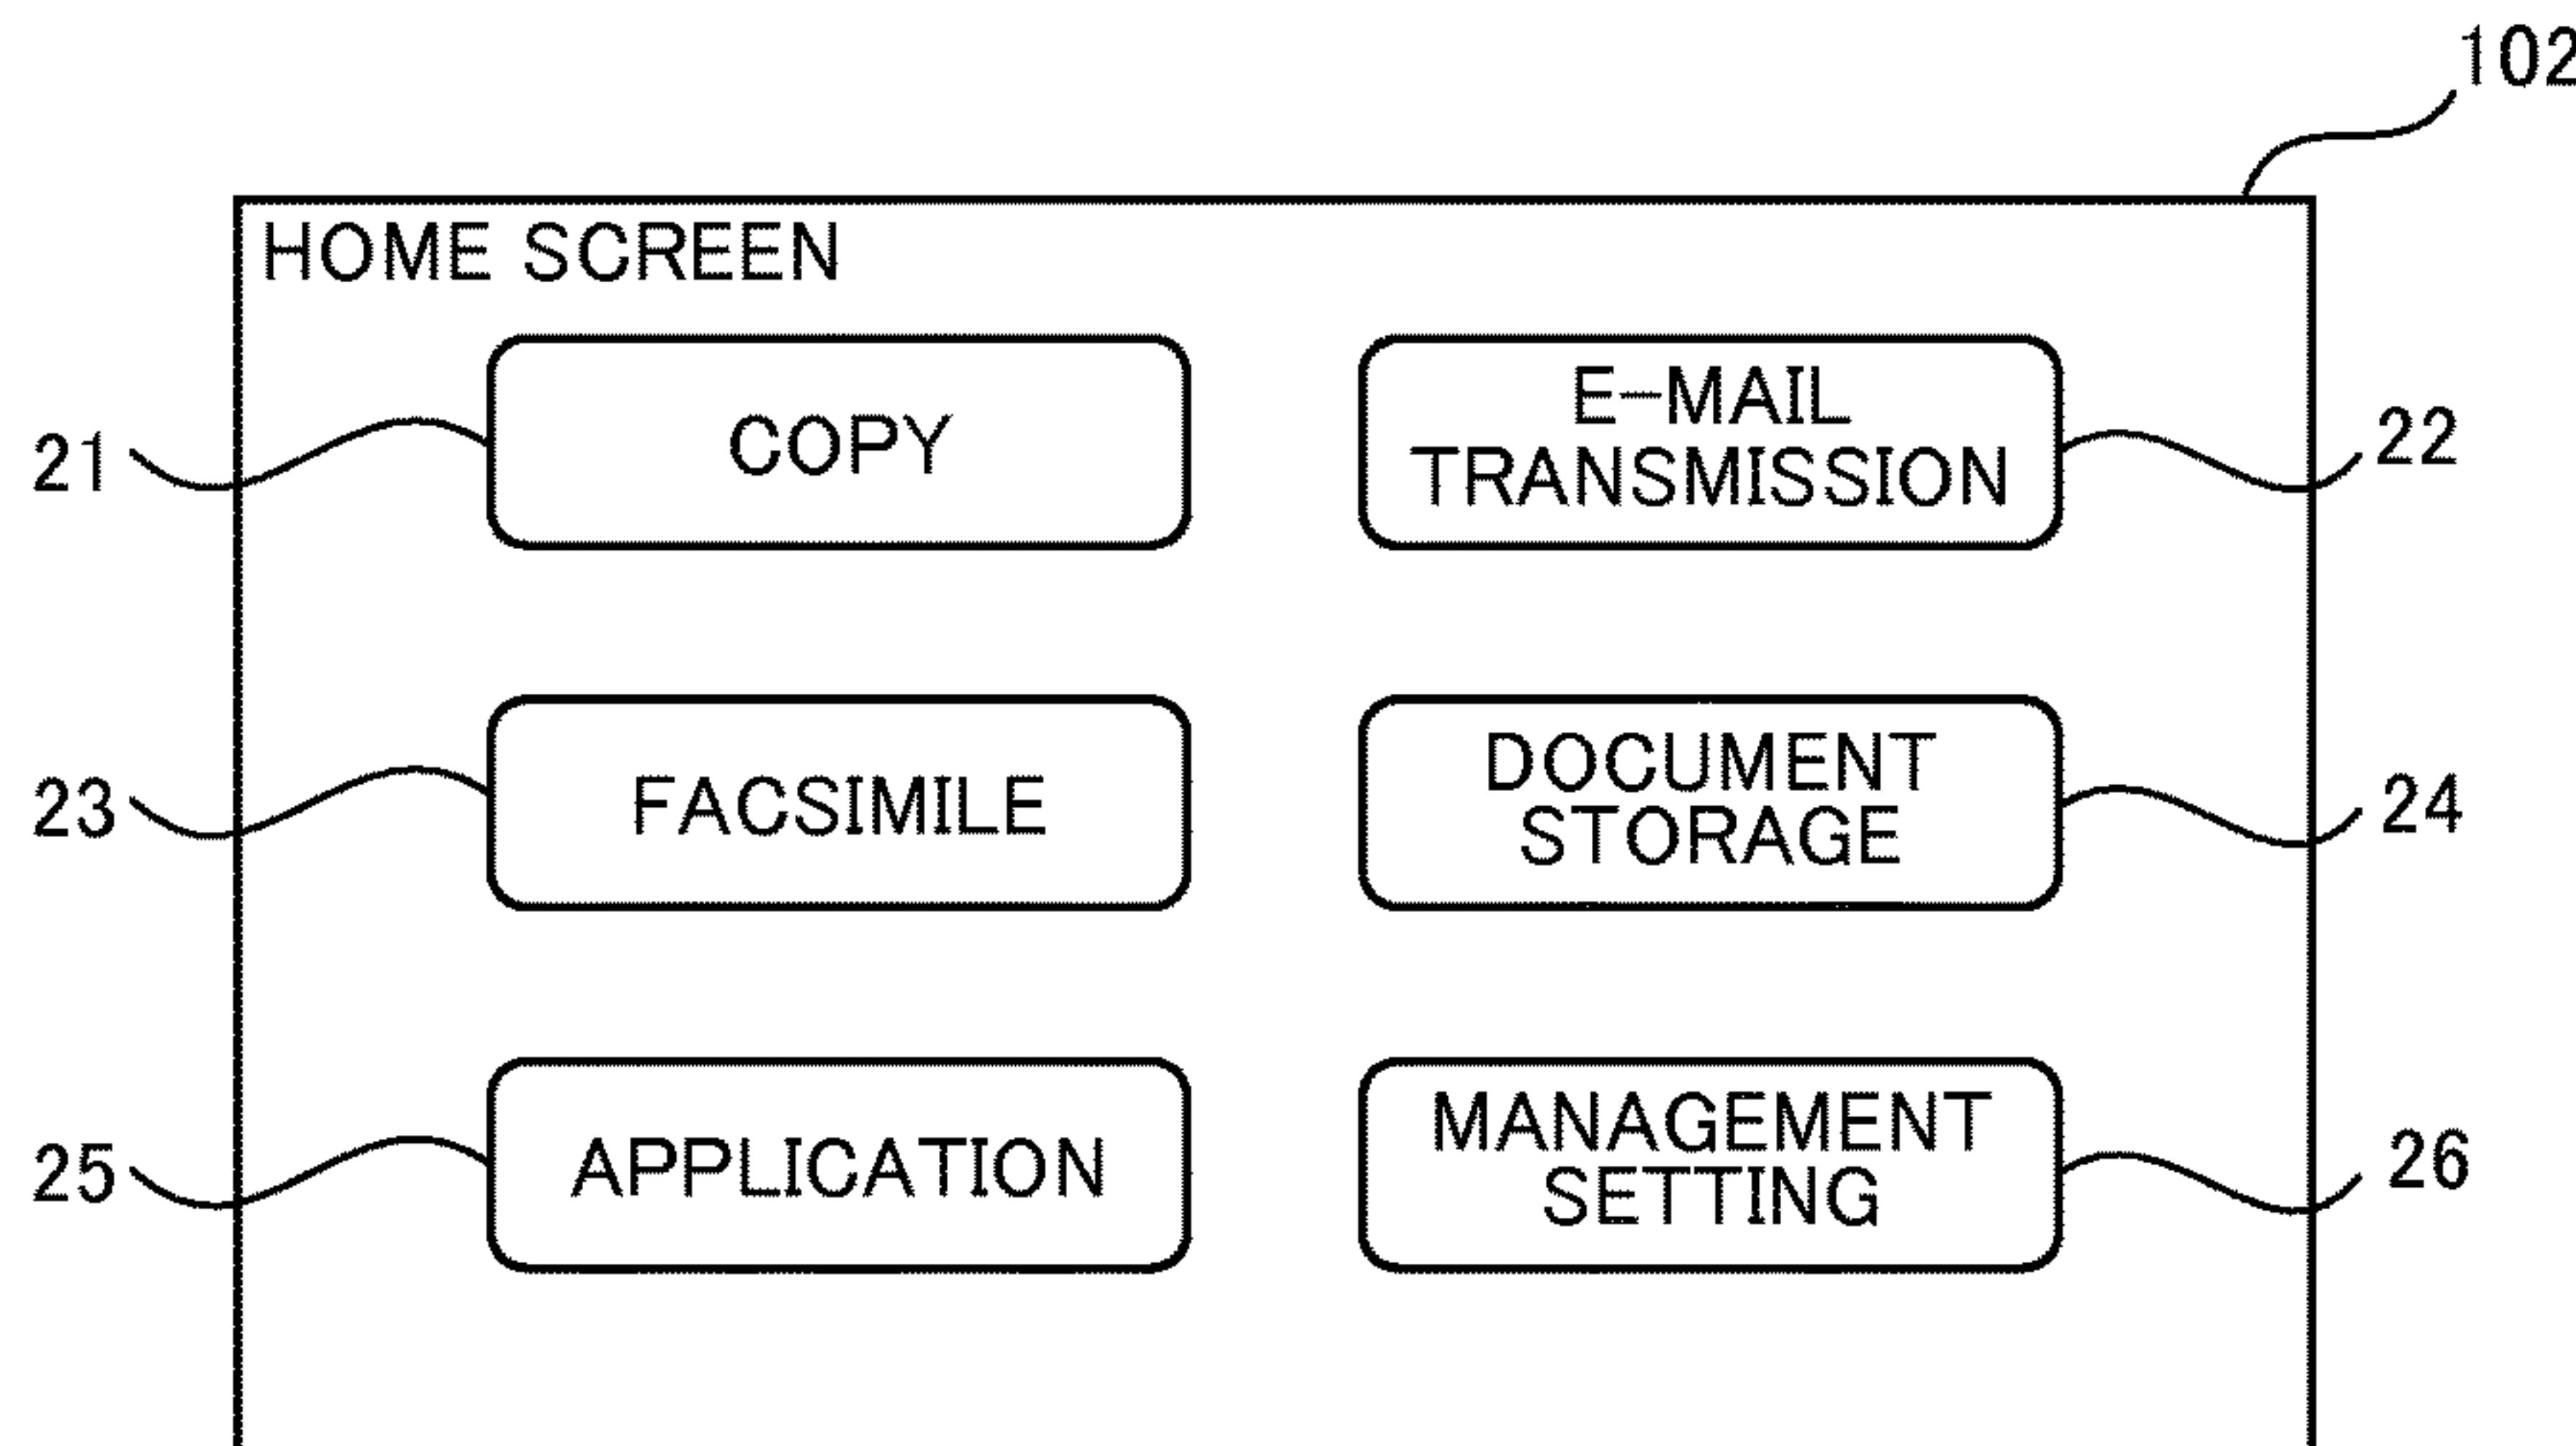 102
HOME SCREEN
21
COPY
E-MAIL
TRANSMISSION
22
23
FACSIMILE
DOCUMENT
STORAGE
24
25
APPLICATION
MANAGEMENT
SETTING
26